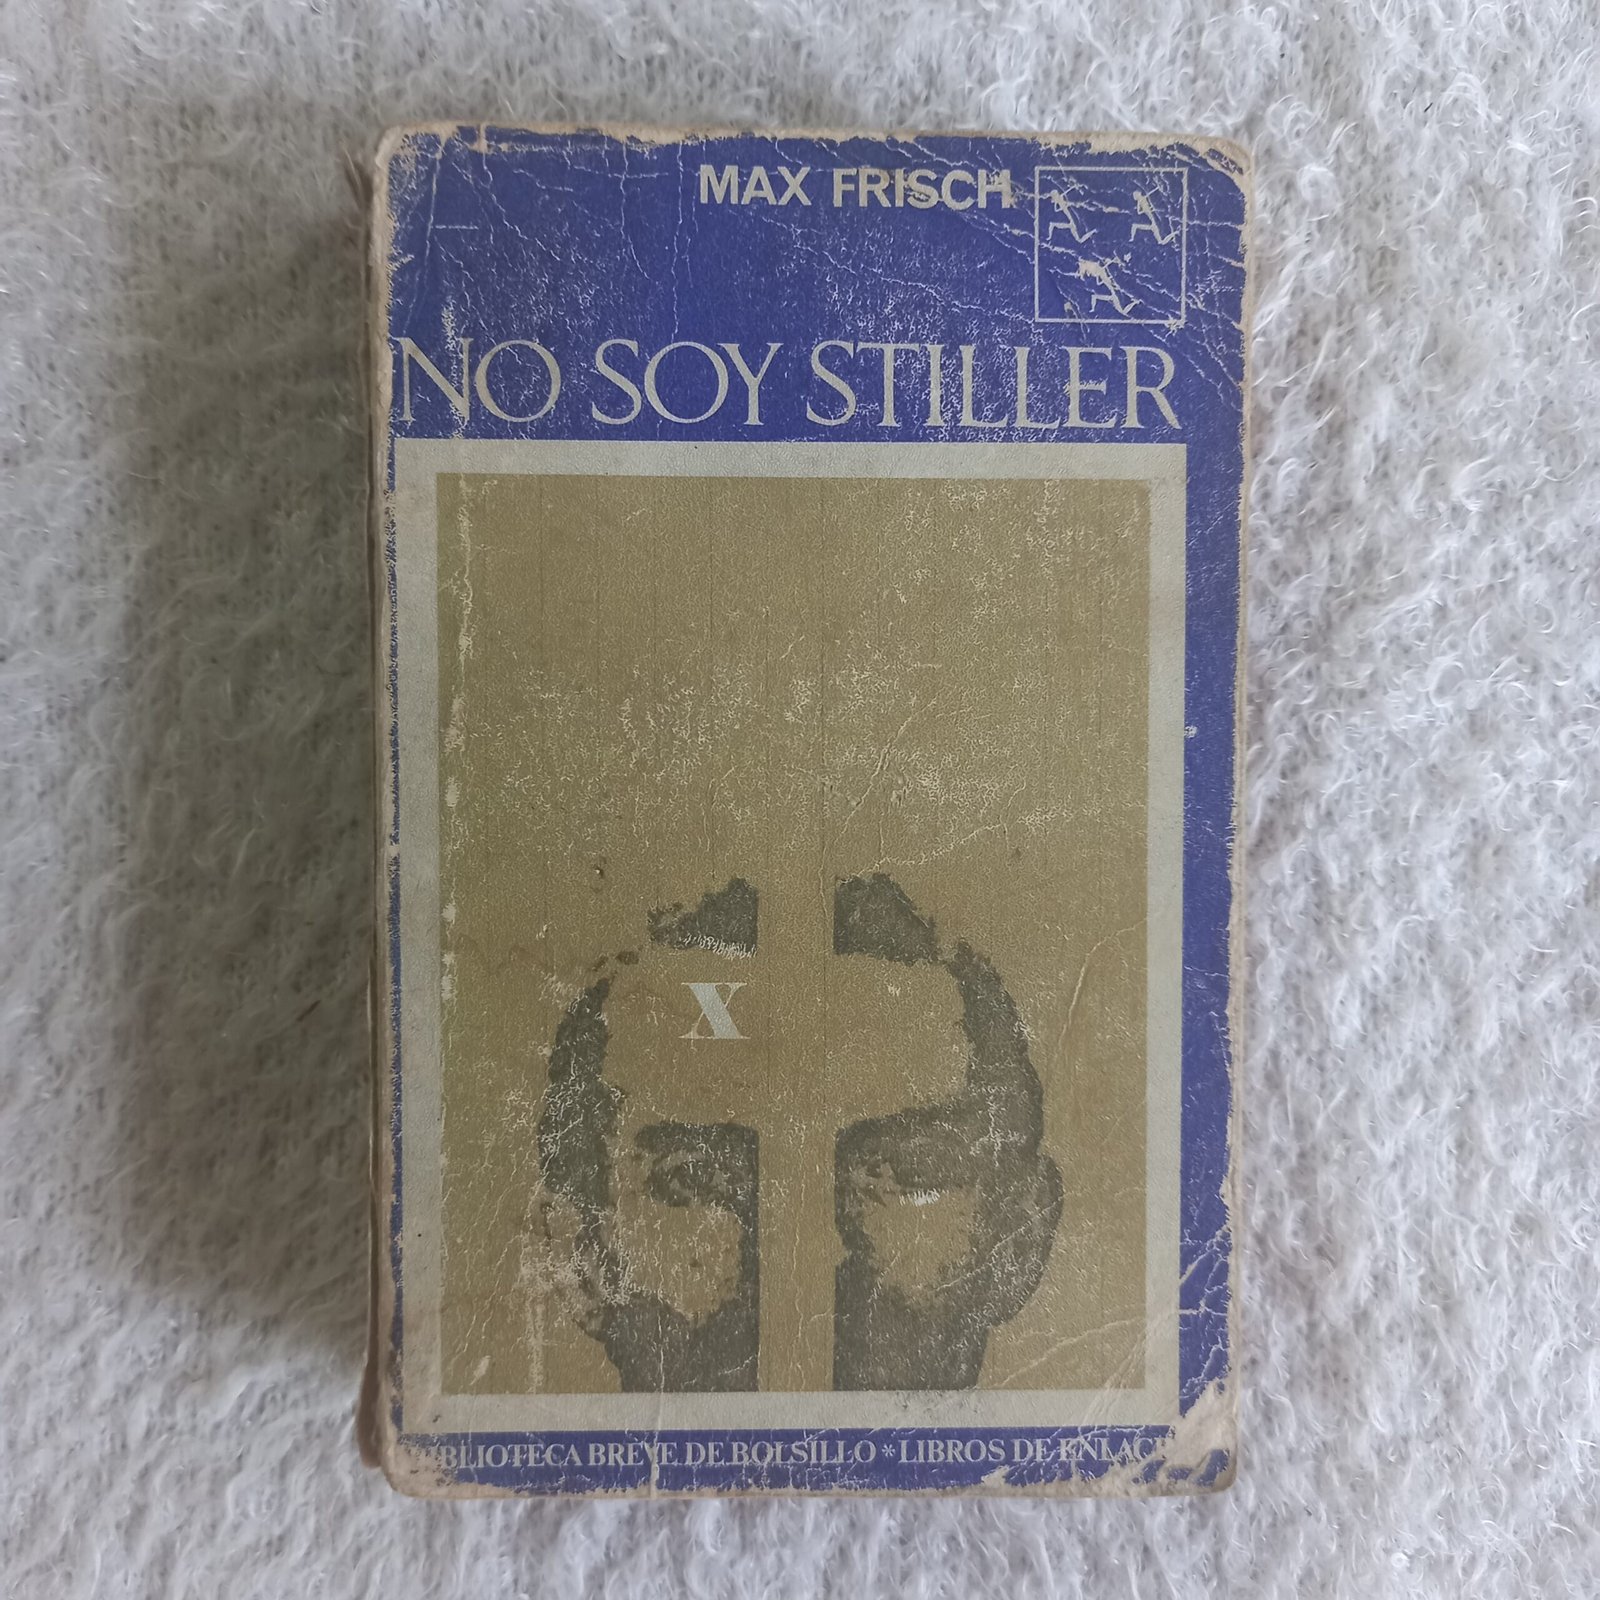 MAX FRISCH
NO SOY STILLER
X
BIBLIOTECA BREVE DE BOLSILLO * LIBROS DE ENLACE